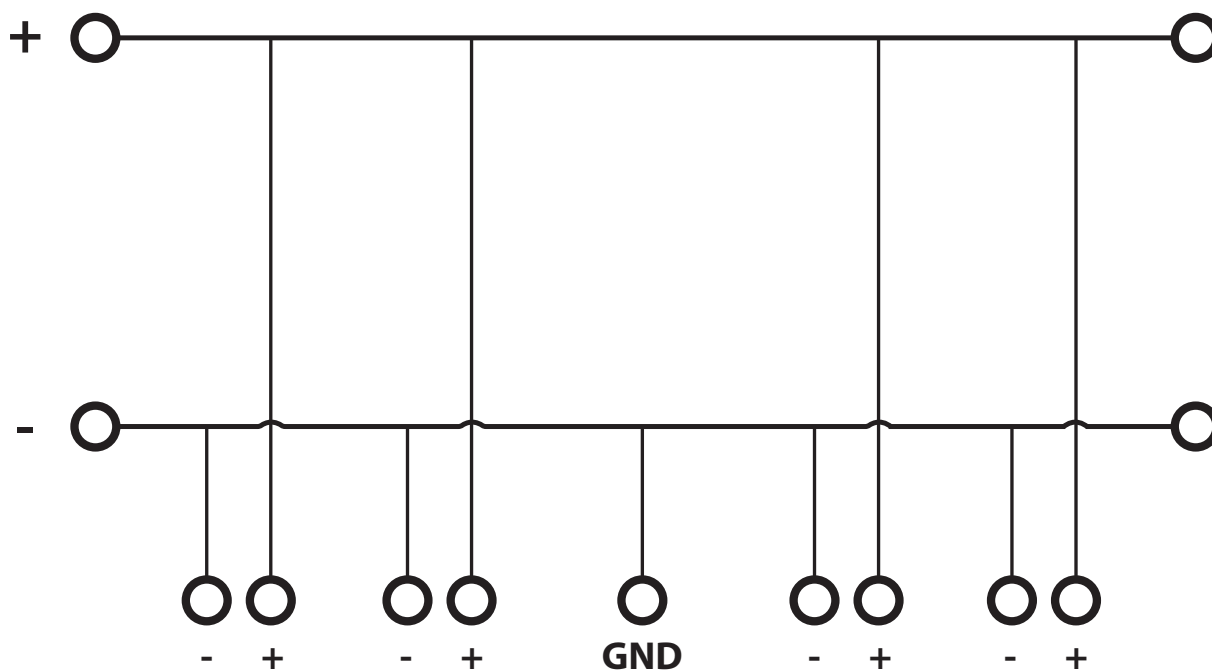 +
-
- + - + GND - + - +